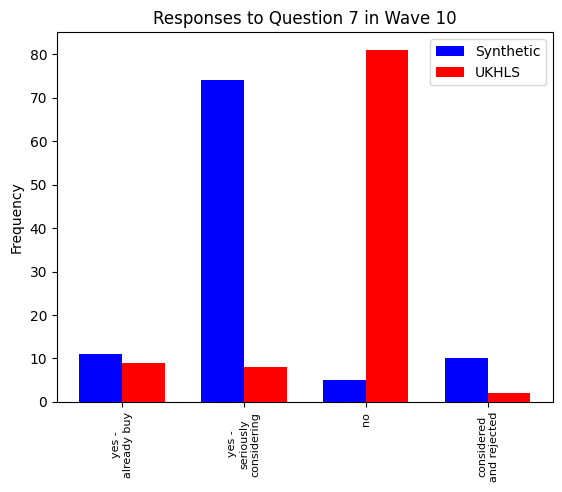 Responses to Question 7 in Wave 10
Synthetic
UKHLS
Frequency
80
70
60
50
40
30
20
10
0
yes -
already buy
yes -
seriously
considering
no
considered
and rejected